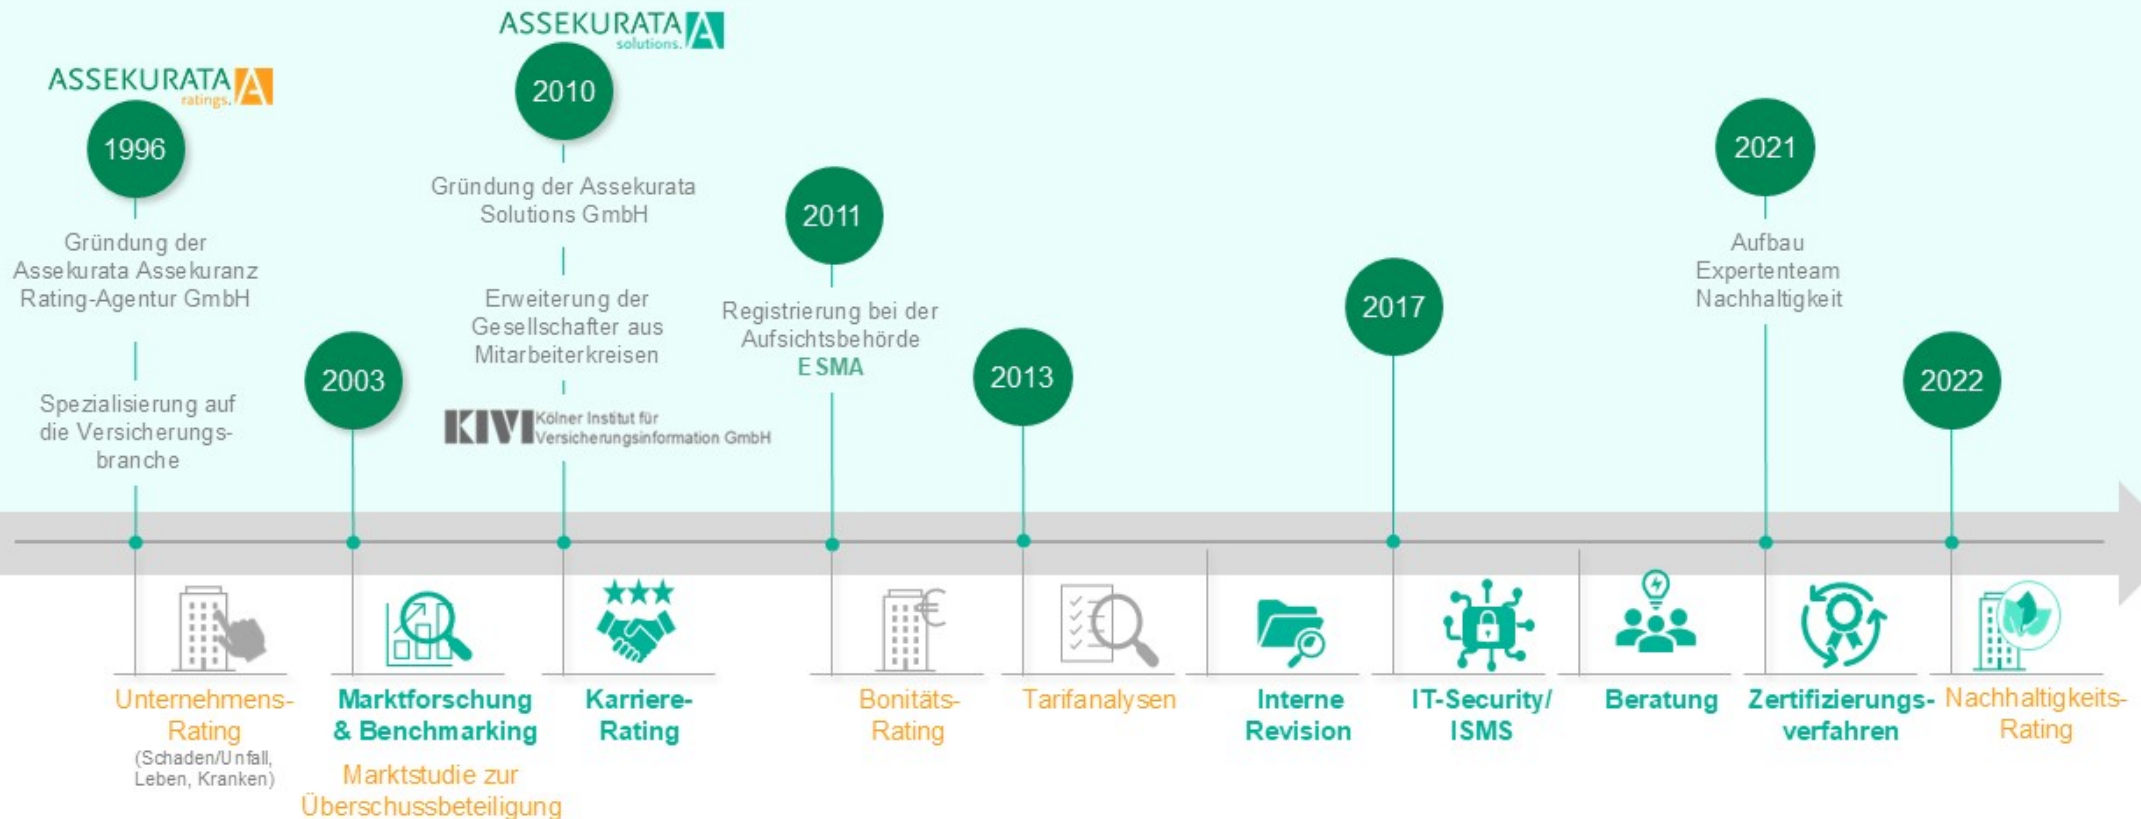 ASSEKURATA
ratings.
1996
Gründung der
Assekurata Assekuranz
Rating-Agentur GmbH
Spezialisierung auf
die Versicherungs-
branche
2003
ASSEKURATA
solutions.
2010
Gründung der Assekurata
Solutions GmbH
Erweiterung der
Gesellschafter aus
Mitarbeiterkreisen
KIVI Kölner Institut für
Versicherungsinformation GmbH
2011
Registrierung bei der
Aufsichtsbehörde
ESMA
2013
2017
2021
Aufbau
Expertenteam
Nachhaltigkeit
2022
Unternehmens-
Rating
(Schaden/Unfall,
Leben, Kranken)
Marktforschung
& Benchmarking
Marktstudie zur
Überschussbeteiligung
Karriere-
Rating
Bonitäts-
Rating
Tarifanalysen
Interne
Revision
IT-Security/
ISMS
Beratung
Zertifizierungs-
verfahren
Nachhaltigkeits-
Rating